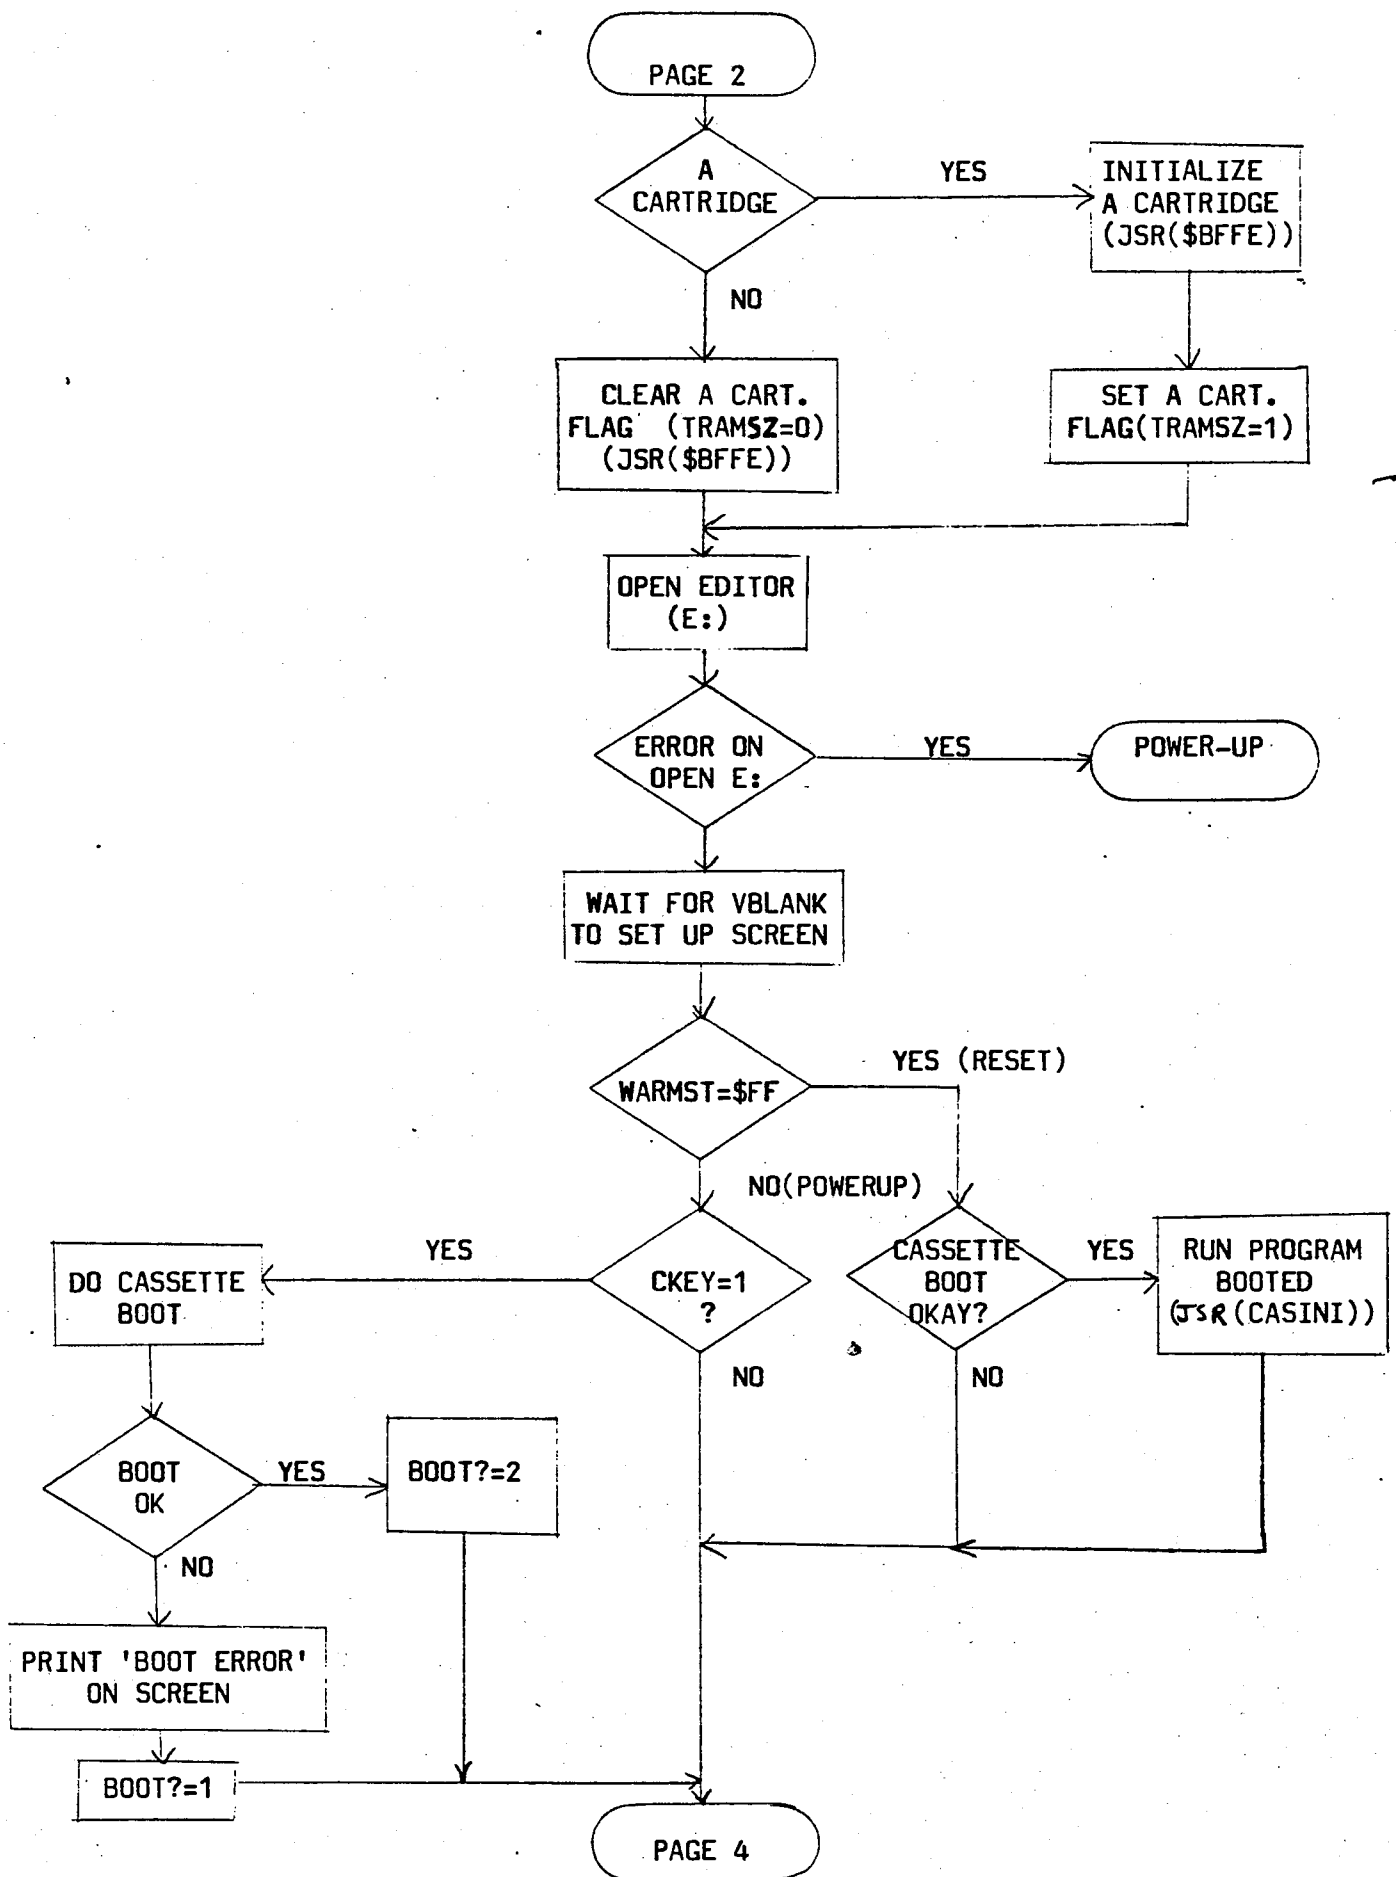 PAGE 2
A
CARTRIDGE
YES
INITIALIZE
A CARTRIDGE
(JSR($BFFE))
NO
CLEAR A CART.
FLAG (TRAMSZ=0)
(JSR($BFFE))
SET A CART.
FLAG(TRAMSZ=1)
OPEN EDITOR
(E:)
ERROR ON
OPEN E:
YES
POWER-UP
WAIT FOR VBLANK
TO SET UP SCREEN
WARMST=$FF
YES (RESET)
NO(POWERUP)
CKEY=1
?
YES
DO CASSETTE
BOOT
CASSETTE
BOOT
OKAY?
YES
RUN PROGRAM
BOOTED
(JSR(CASINI))
NO
NO
BOOT
OK
YES
BOOT?=2
NO
PRINT 'BOOT ERROR'
ON SCREEN
BOOT?=1
PAGE 4